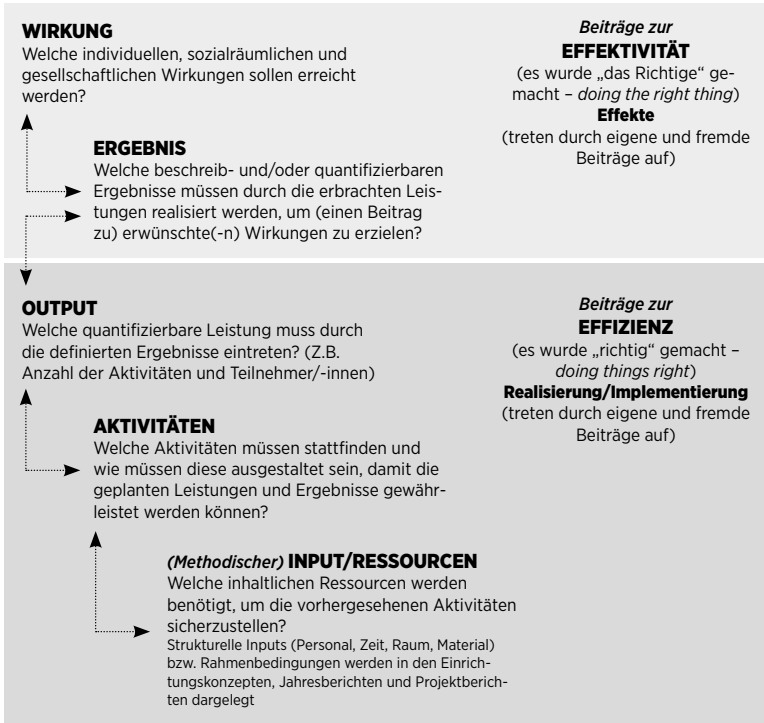 WIRKUNG
Welche individuellen, sozialräumlichen und
gesellschaftlichen Wirkungen sollen erreicht
werden?
Beiträge zur
EFFEKTIVITÄT
(es wurde „das Richtige“ ge-
macht – doing the right thing)
Effekte
(treten durch eigene und fremde
Beiträge auf)
ERGEBNIS
Welche beschreib- und/oder quantifizierbaren
Ergebnisse müssen durch die erbrachten Leis-
tungen realisiert werden, um (einen Beitrag
zu) erwünschte(-n) Wirkungen zu erzielen?
OUTPUT
Welche quantifizierbare Leistung muss durch
die definierten Ergebnisse eintreten? (Z.B.
Anzahl der Aktivitäten und Teilnehmer/-innen)
Beiträge zur
EFFIZIENZ
(es wurde „richtig“ gemacht –
doing things right)
Realisierung/Implementierung
(treten durch eigene und fremde
Beiträge auf)
AKTIVITÄTEN
Welche Aktivitäten müssen stattfinden und
wie müssen diese ausgestaltet sein, damit die
geplanten Leistungen und Ergebnisse gewähr-
leistet werden können?
(Methodischer) INPUT/RESSOURCEN
Welche inhaltlichen Ressourcen werden
benötigt, um die vorhergesehenen Aktivitäten
sicherzustellen?
Strukturelle Inputs (Personal, Zeit, Raum, Material)
bzw. Rahmenbedingungen werden in den Einrich-
tungskonzepten, Jahresberichten und Projektberich-
ten dargelegt